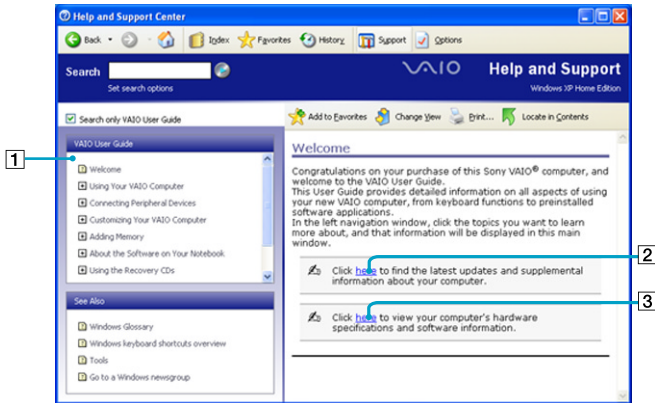 Help and Support Center
Back Index Favorites History Support Options
Search
Set search options
VAIO Help and Support
Windows XP Home Edition
Search only VAIO User Guide
Add to Favorites Change View Print... Locate in Contents
1
VAIO User Guide
Welcome
Using Your VAIO Computer
Connecting Peripheral Devices
Customizing Your VAIO Computer
Adding Memory
About the Software on Your Notebook
Using the Recovery CDs
See Also
Windows Glossary
Windows keyboard shortcuts overview
Tools
Go to a Windows newsgroup
Welcome
Congratulations on your purchase of this Sony VAIO® computer, and
welcome to the VAIO User Guide.
This User Guide provides detailed information on all aspects of using
your new VAIO computer, from keyboard functions to preinstalled
software applications.
In the left navigation window, click the topics you want to learn
more about, and that information will be displayed in this main
window.
2
Click here to find the latest updates and supplemental
information about your computer.
3
Click here to view your computer's hardware
specifications and software information.